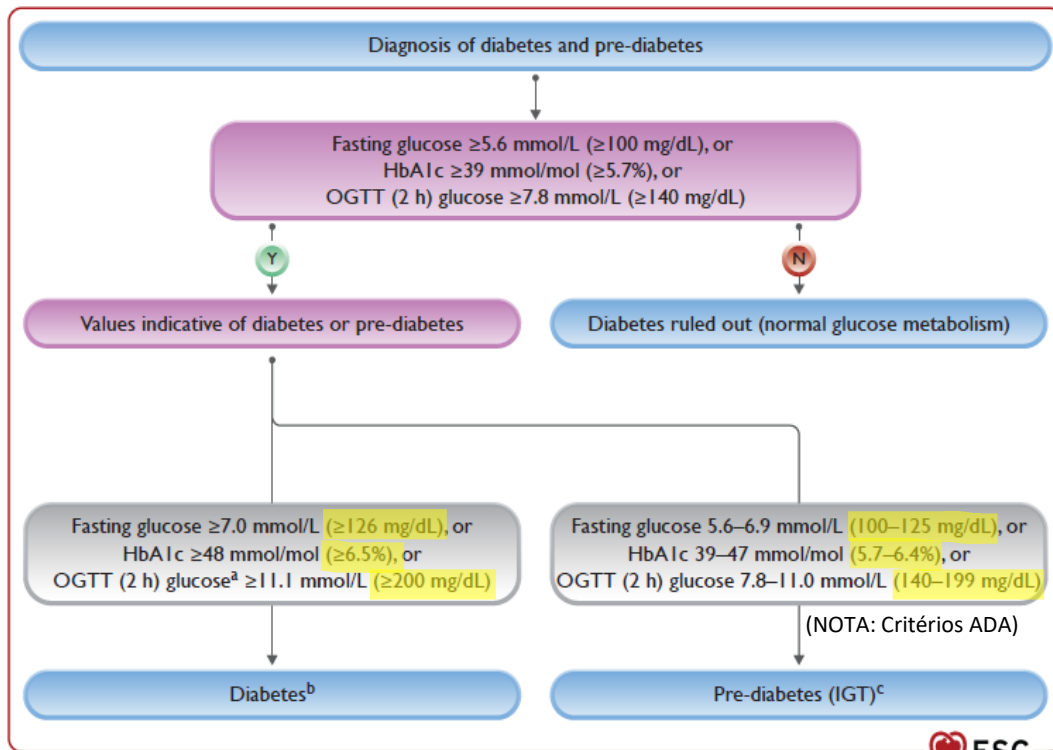 Diagnosis of diabetes and pre-diabetes
Fasting glucose ≥5.6 mmol/L (≥100 mg/dL), or
HbA1c ≥39 mmol/mol (≥5.7%), or
OGTT (2 h) glucose ≥7.8 mmol/L (≥140 mg/dL)
Y
N
Values indicative of diabetes or pre-diabetes
Diabetes ruled out (normal glucose metabolism)
Fasting glucose ≥7.0 mmol/L (≥126 mg/dL), or
HbA1c ≥48 mmol/mol (≥6.5%), or
OGTT (2 h) glucoseᵃ ≥11.1 mmol/L (≥200 mg/dL)
Fasting glucose 5.6–6.9 mmol/L (100–125 mg/dL), or
HbA1c 39–47 mmol/mol (5.7–6.4%), or
OGTT (2 h) glucose 7.8–11.0 mmol/L (140–199 mg/dL)
(NOTA: Critérios ADA)
Diabetesᵇ
Pre-diabetes (IGT)ᶜ
ESC